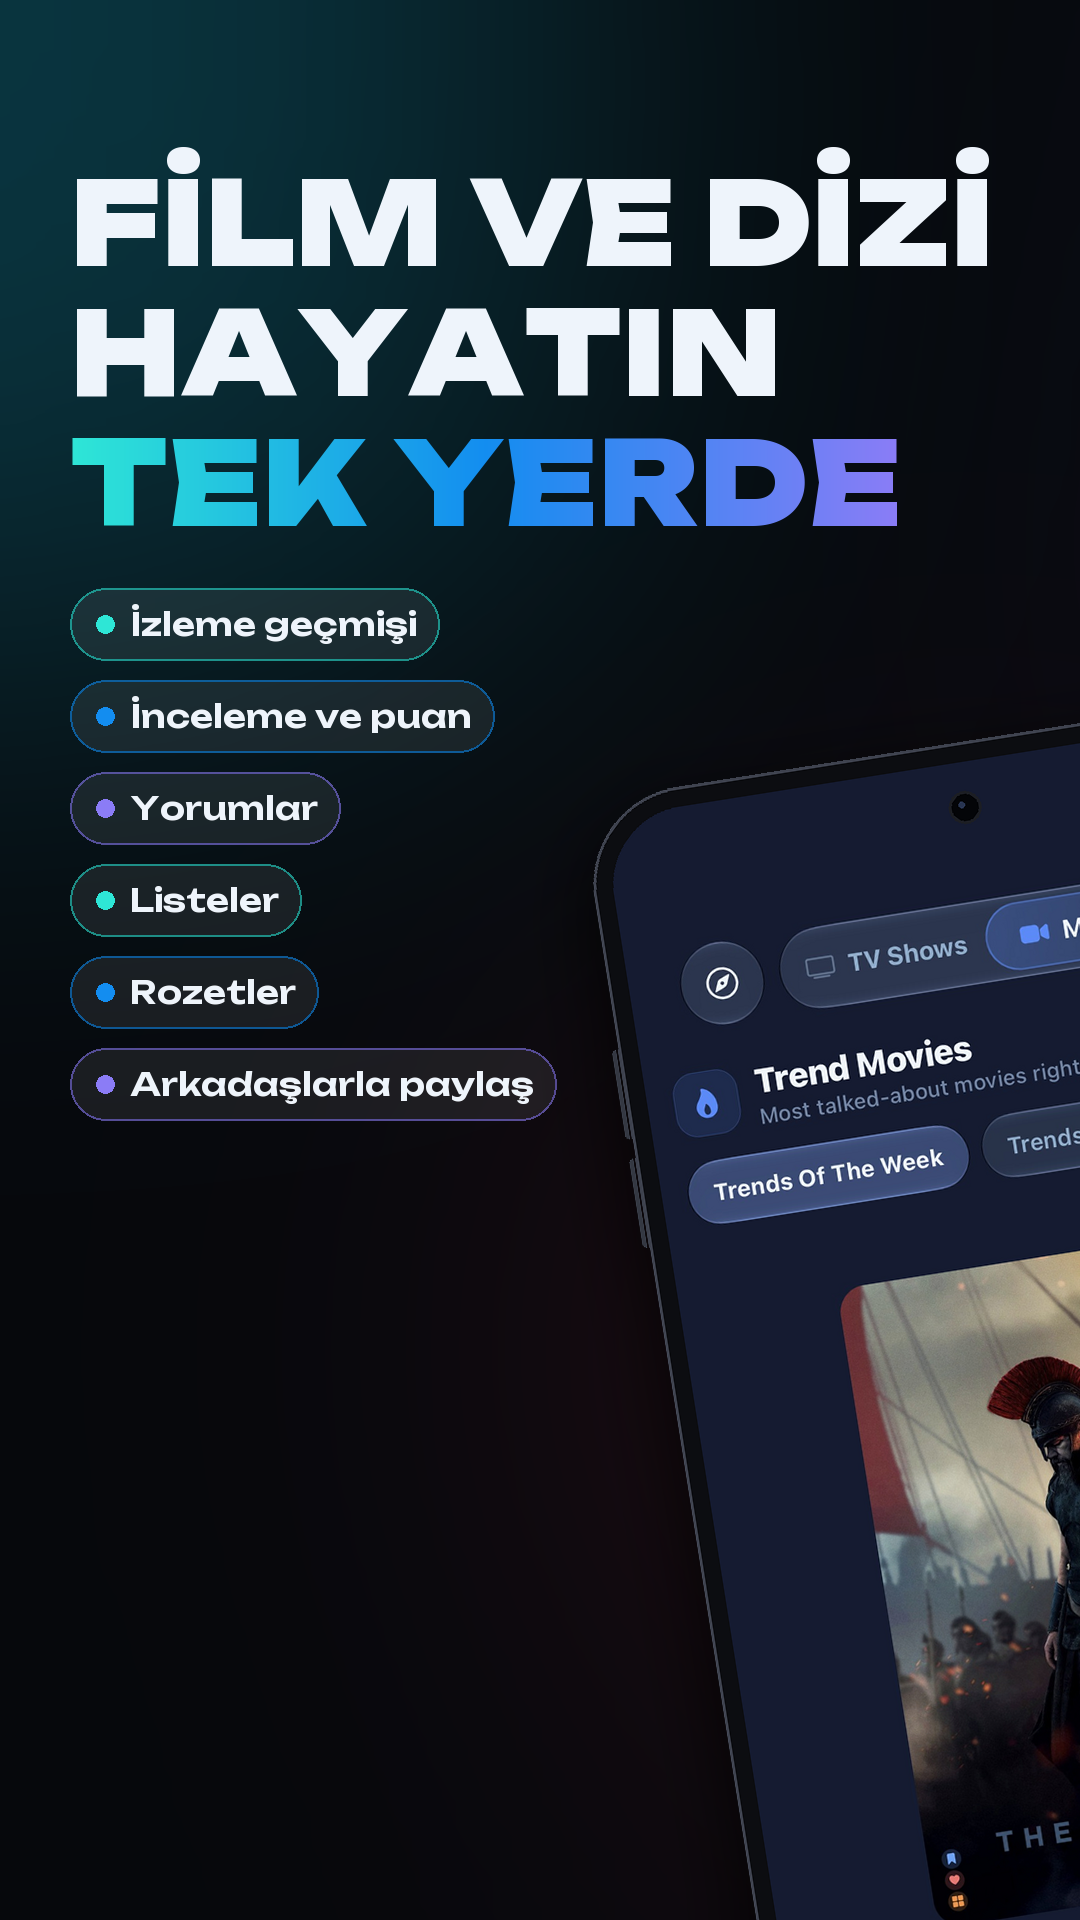 FİLM VE DİZİ
HAYATIN
TEK YERDE
İzleme geçmişi
İnceleme ve puan
Yorumlar
Listeler
Rozetler
Arkadaşlarla paylaş
TV Shows
M
Trend Movies
Most talked-about movies right
Trends Of The Week
Trends
THE